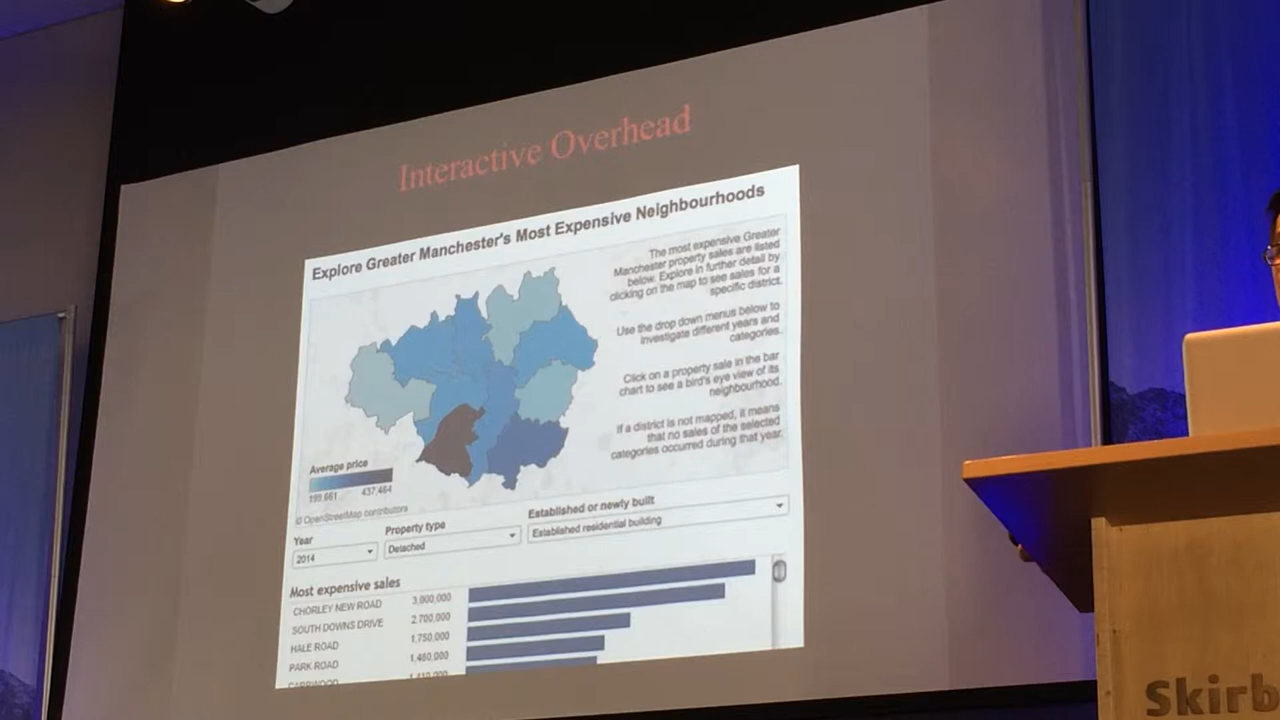 Interactive Overhead
Explore Greater Manchester's Most Expensive Neighbourhoods
The most expensive Greater
Manchester property sales are listed
below. Explore in further detail by
clicking on the map to see sales for a
specific district.
Use the drop down menus below to
investigate different years and
categories.
Click on a property sale in the bar
chart to see a bird's eye view of its
neighbourhood.
If a district is not mapped, it means
that no sales of the selected
categories occurred during that year.
Average price
437,464
© OpenStreetMap contributors
Year
2014
Property type
Detached
Established or newly built
Established residential building
Most expensive sales
CHORLEY NEW ROAD 3,000,000
SOUTH DOWNS DRIVE 2,700,000
HALE ROAD 1,750,000
PARK ROAD 1,480,000
Skirb